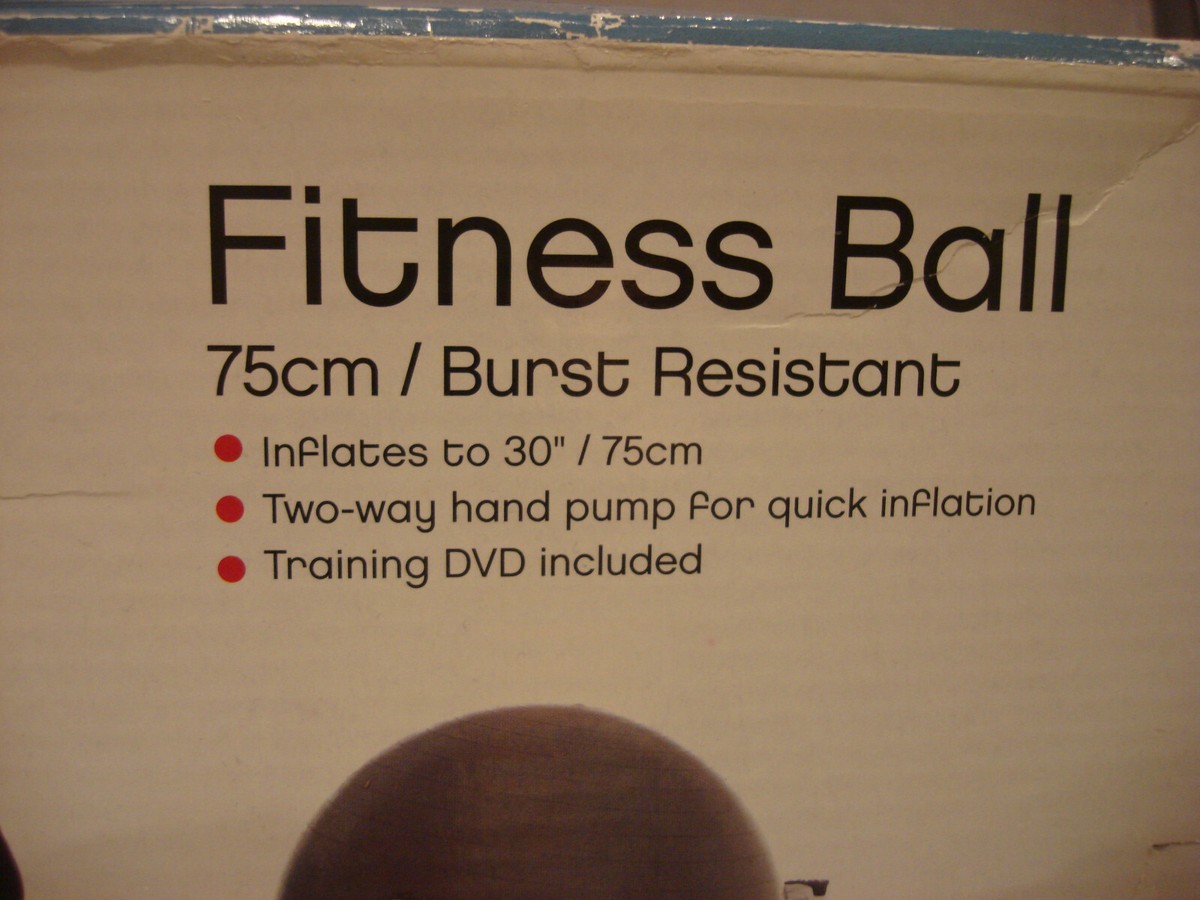 Fitness Ball
75cm / Burst Resistant
Inflates to 30" / 75cm
Two-way hand pump for quick inflation
Training DVD included